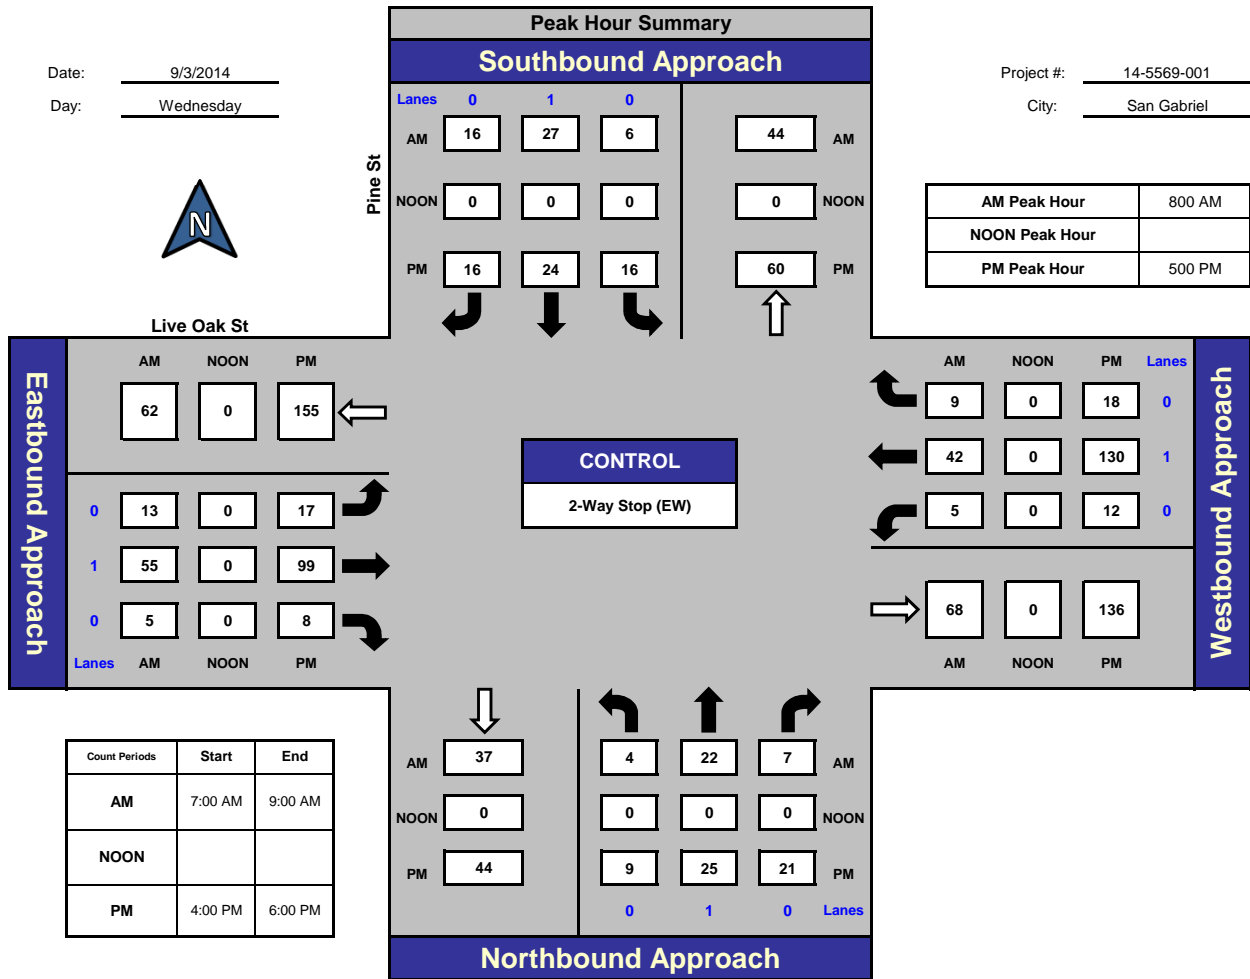 Peak Hour Summary
Southbound Approach
Date: 9/3/2014
Day: Wednesday
Project #: 14-5569-001
City: San Gabriel
N
Pine St
Lanes 0 1 0
AM 16 27 6 44 AM
NOON 0 0 0 0 NOON
PM 16 24 16 60 PM
AM Peak Hour 800 AM
NOON Peak Hour
PM Peak Hour 500 PM
Live Oak St
Eastbound Approach
AM NOON PM
62 0 155
0 13 0 17
1 55 0 99
0 5 0 8
Lanes AM NOON PM
CONTROL
2-Way Stop (EW)
AM NOON PM Lanes
9 0 18 0
42 0 130 1
5 0 12 0
68 0 136
AM NOON PM
Westbound Approach
Count Periods Start End
AM 7:00 AM 9:00 AM
NOON
PM 4:00 PM 6:00 PM
AM 37 4 22 7 AM
NOON 0 0 0 0 NOON
PM 44 9 25 21 PM
0 1 0 Lanes
Northbound Approach